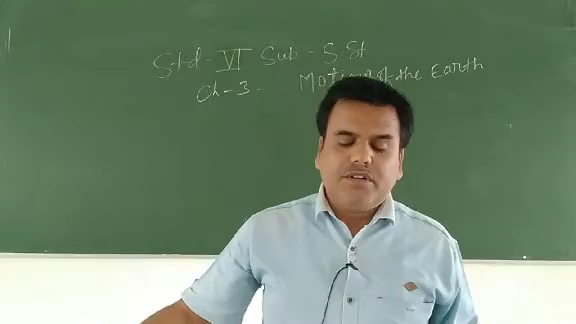 Std - VI Sub - S.St
Ch - 3. Motion of the Earth